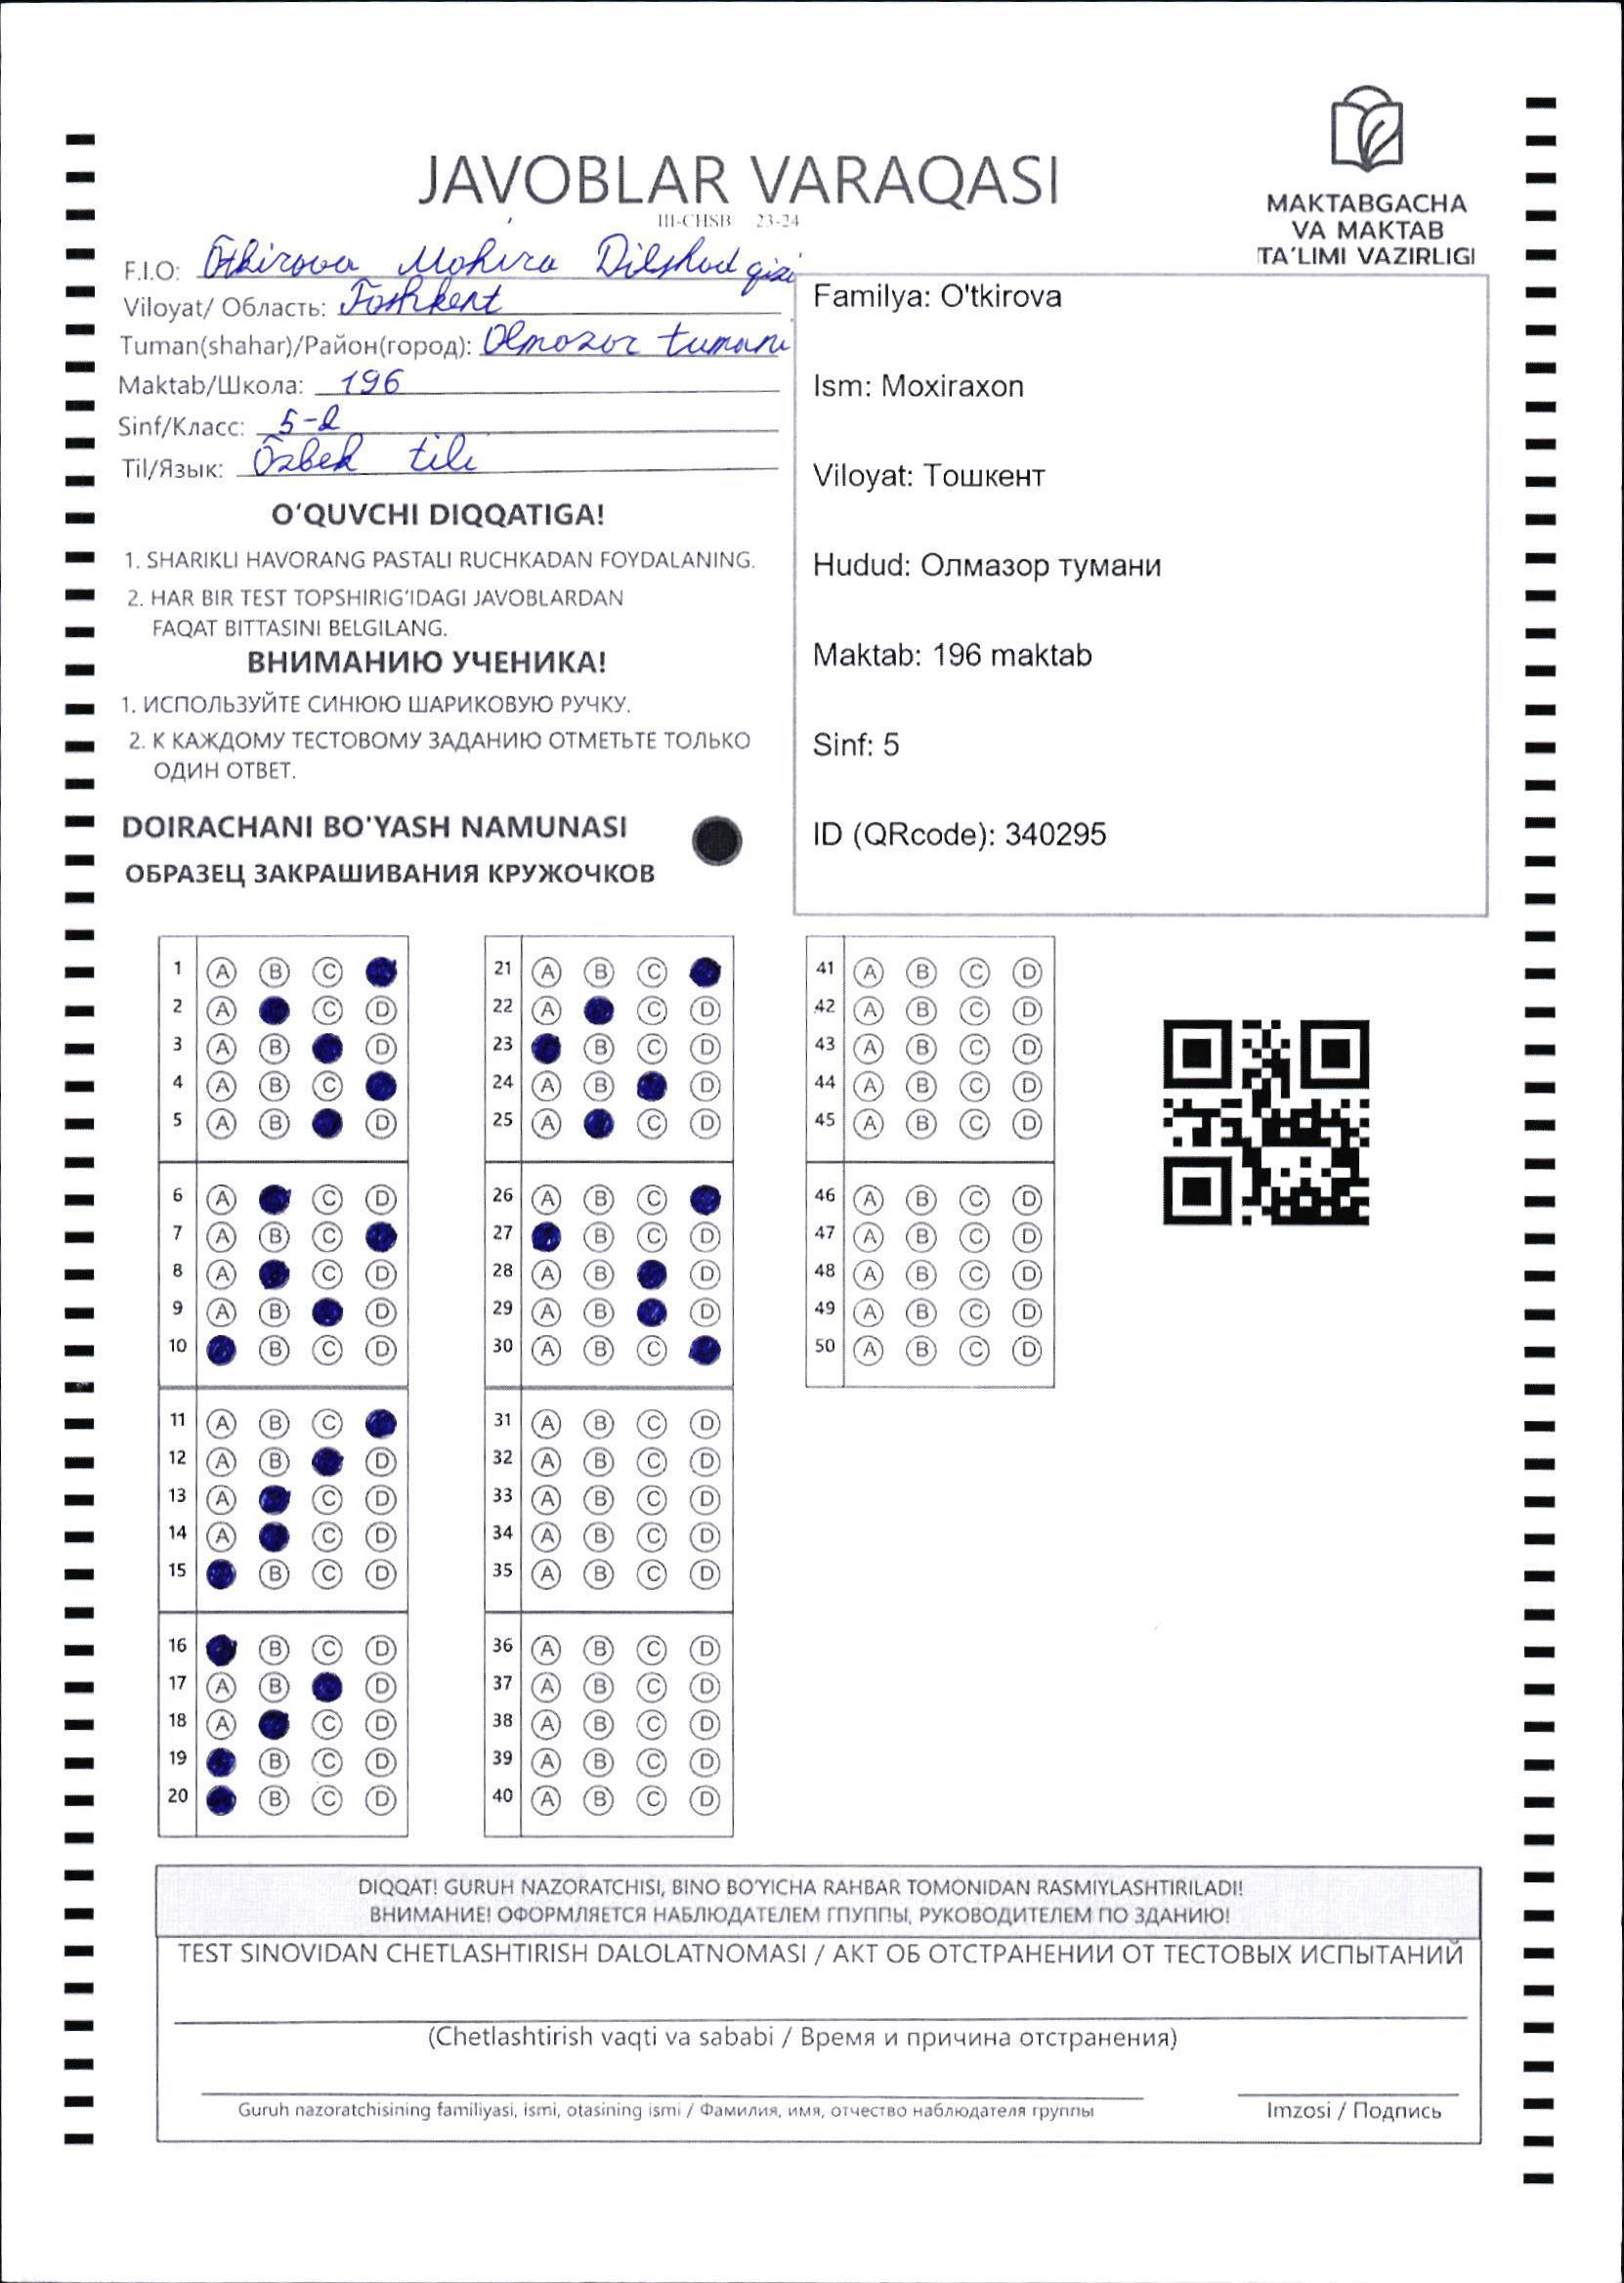 JAVOBLAR VARAQASI
III-CHSB 23-24
MAKTABGACHA
VA MAKTAB
TA'LIMI VAZIRLIGI
F.I.O: Ōtkirova Mohira Dilshod qizi
Viloyat/ Область: Toshkent
Tuman(shahar)/Район(город): Olmozor tumani
Maktab/Школа: 196
Sinf/Класс: 5-
Til/Язык: Ōzbek tili
O'QUVCHI DIQQATIGA!
1. SHARIKLI HAVORANG PASTALI RUCHKADAN FOYDALANING.
2. HAR BIR TEST TOPSHIRIG'IDAGI JAVOBLARDAN
FAQAT BITTASINI BELGILANG.
ВНИМАНИЮ УЧЕНИКА!
1. ИСПОЛЬЗУЙТЕ СИНЮЮ ШАРИКОВУЮ РУЧКУ.
2. К КАЖДОМУ ТЕСТОВОМУ ЗАДАНИЮ ОТМЕТЬТЕ ТОЛЬКО
ОДИН ОТВЕТ.
DOIRACHANI BO'YASH NAMUNASI
ОБРАЗЕЦ ЗАКРАШИВАНИЯ КРУЖОЧКОВ
Familya: O'tkirova
Ism: Moxiraxon
Viloyat: Тошкент
Hudud: Олмазор тумани
Maktab: 196 maktab
Sinf: 5
ID (QRcode): 340295
1 A B C
2 A C D
3 A B D
4 A B C
5 A B D
6 A C D
7 A B C
8 A C D
9 A B D
10 B C D
11 A B C
12 A B D
13 A C D
14 A C D
15 B C D
16 B C D
17 A B D
18 A C D
19 B C D
20 B C D
21 A B C
22 A C D
23 B C D
24 A B D
25 A C D
26 A B C
27 B C D
28 A B D
29 A B D
30 A B C
31 A B C D
32 A B C D
33 A B C D
34 A B C D
35 A B C D
36 A B C D
37 A B C D
38 A B C D
39 A B C D
40 A B C D
41 A B C D
42 A B C D
43 A B C D
44 A B C D
45 A B C D
46 A B C D
47 A B C D
48 A B C D
49 A B C D
50 A B C D
DIQQAT! GURUH NAZORATCHISI, BINO BO'YICHA RAHBAR TOMONIDAN RASMIYLASHTIRILADI!
ВНИМАНИЕ! ОФОРМЛЯЕТСЯ НАБЛЮДАТЕЛЕМ ГПУППЫ, РУКОВОДИТЕЛЕМ ПО ЗДАНИЮ!
TEST SINOVIDAN CHETLASHTIRISH DALOLATNOMASI / АКТ ОБ ОТСТРАНЕНИИ ОТ ТЕСТОВЫХ ИСПЫТАНИЙ
(Chetlashtirish vaqti va sababi / Время и причина отстранения)
Guruh nazoratchisining familiyasi, ismi, otasining ismi / Фамилия, имя, отчество наблюдателя группы
Imzosi / Подпись